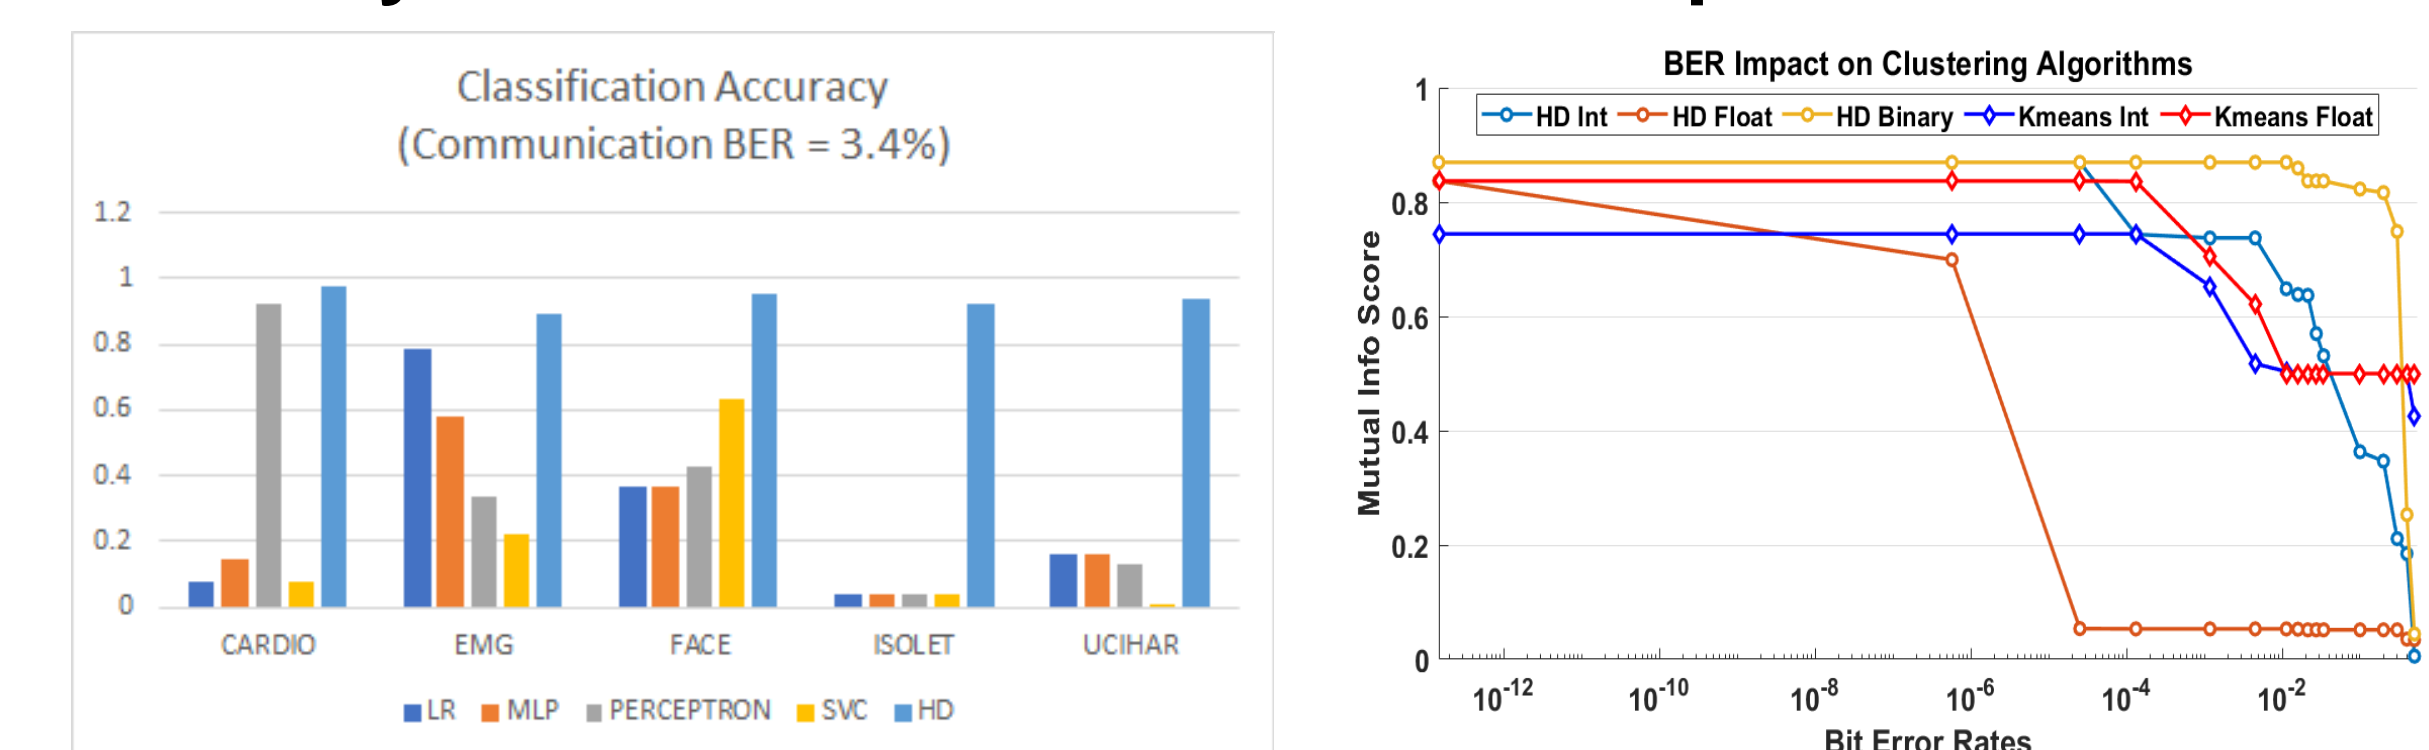 Classification Accuracy
(Communication BER = 3.4%)
1.2
1
0.8
0.6
0.4
0.2
0
CARDIO EMG FACE ISOLET UCIHAR
LR MLP PERCEPTRON SVC HD
BER Impact on Clustering Algorithms
HD Int HD Float HD Binary Kmeans Int Kmeans Float
Mutual Info Score
1
0.8
0.6
0.4
0.2
0
10-12 10-10 10-8 10-6 10-4 10-2
Bit Error Rates